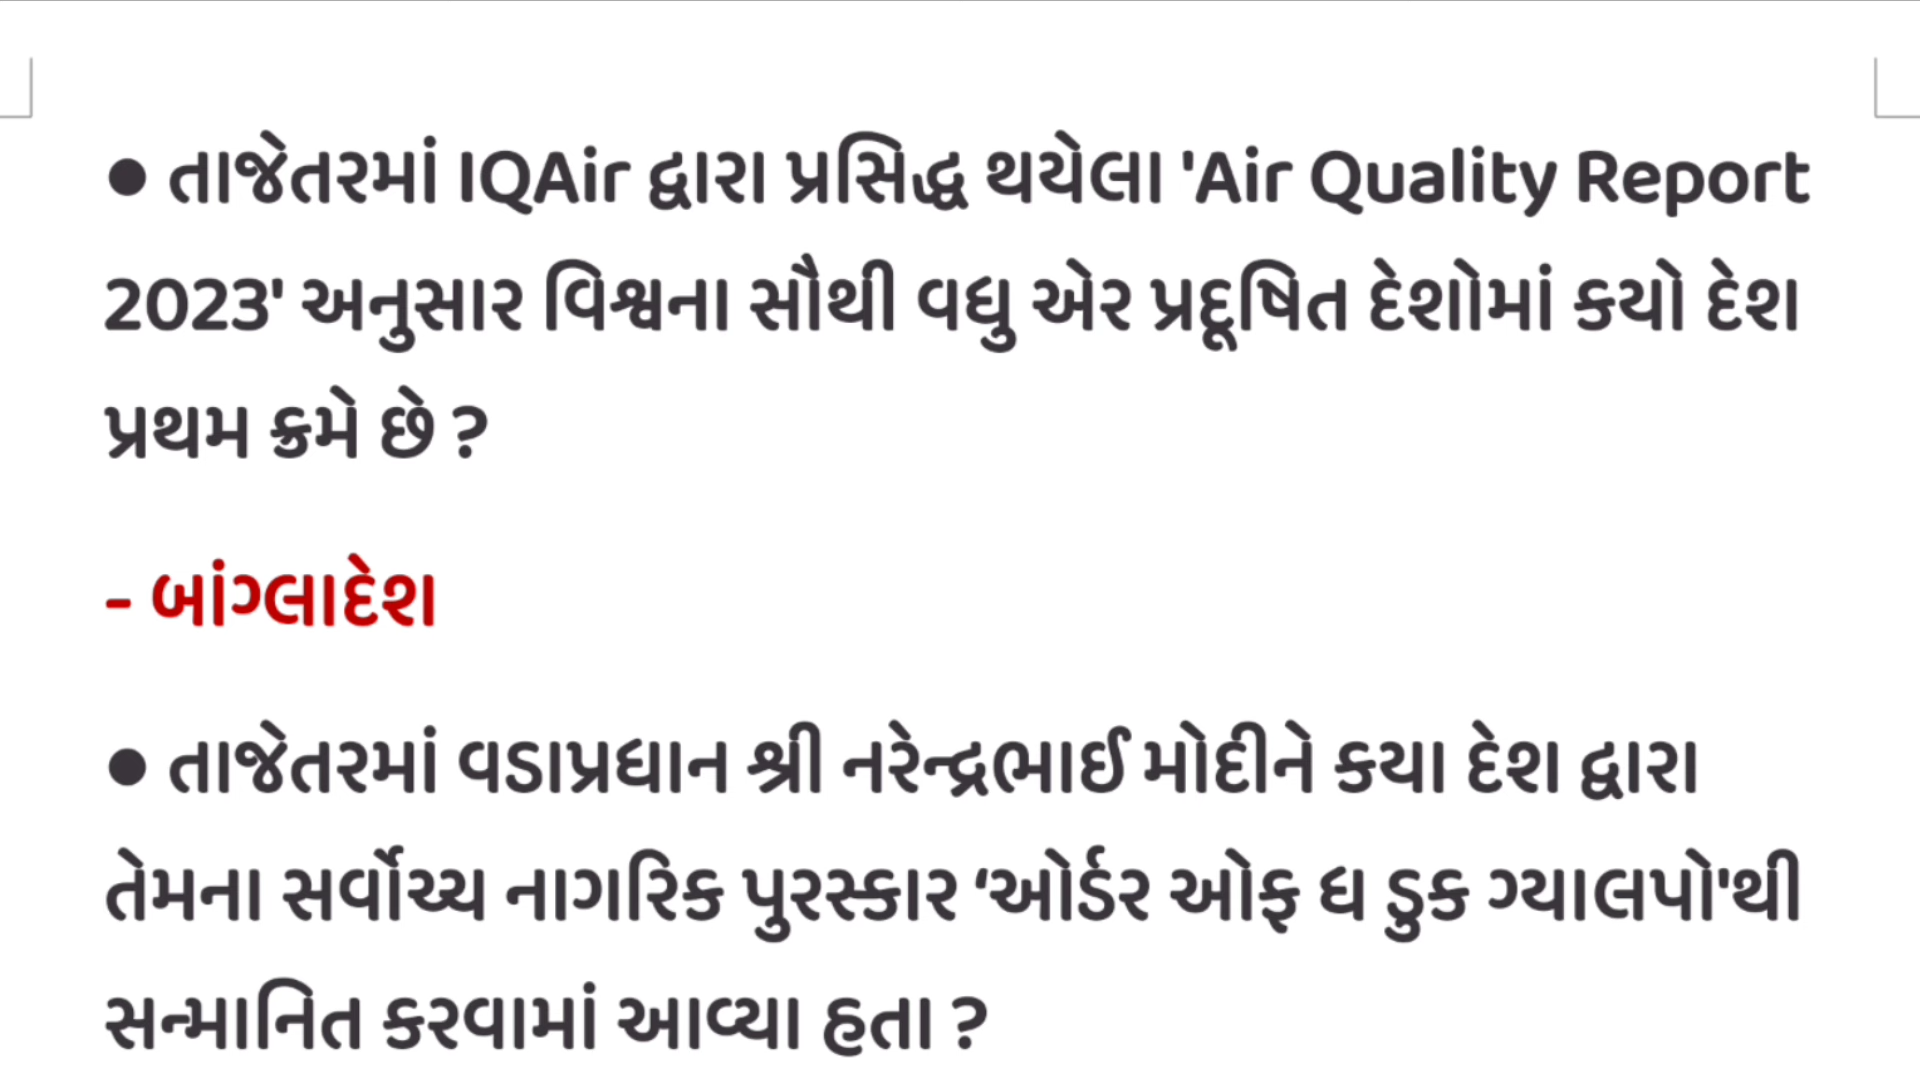 ● તાજેતરમાં IQAir દ્વારા પ્રસિદ્ધ થયેલા 'Air Quality Report
2023' અનુસાર વિશ્વના સૌથી વધુ એર પ્રદૂષિત દેશોમાં કયો દેશ
પ્રથમ ક્રમે છે ?
- બાંગ્લાદેશ
● તાજેતરમાં વડાપ્રધાન શ્રી નરેન્દ્રભાઈ મોદીને કયા દેશ દ્વારા
તેમના સર્વોચ્ચ નાગરિક પુરસ્કાર ‘ઓર્ડર ઓફ ધ ડ્રુક ગ્યાલપો'થી
સન્માનિત કરવામાં આવ્યા હતા ?